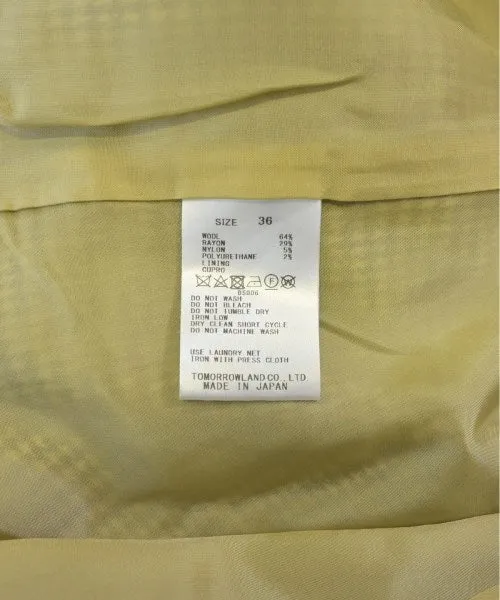 SIZE 36
WOOL 64%
RAYON 29%
NYLON 5%
POLYURETHANE 2%
LINING
CUPRO
BS006
DO NOT WASH
DO NOT BLEACH
DO NOT TUMBLE DRY
IRON LOW
DRY CLEAN SHORT CYCLE
DO NOT MACHINE WASH
USE LAUNDRY NET
IRON WITH PRESS CLOTH
TOMORROWLAND CO., LTD.
MADE IN JAPAN